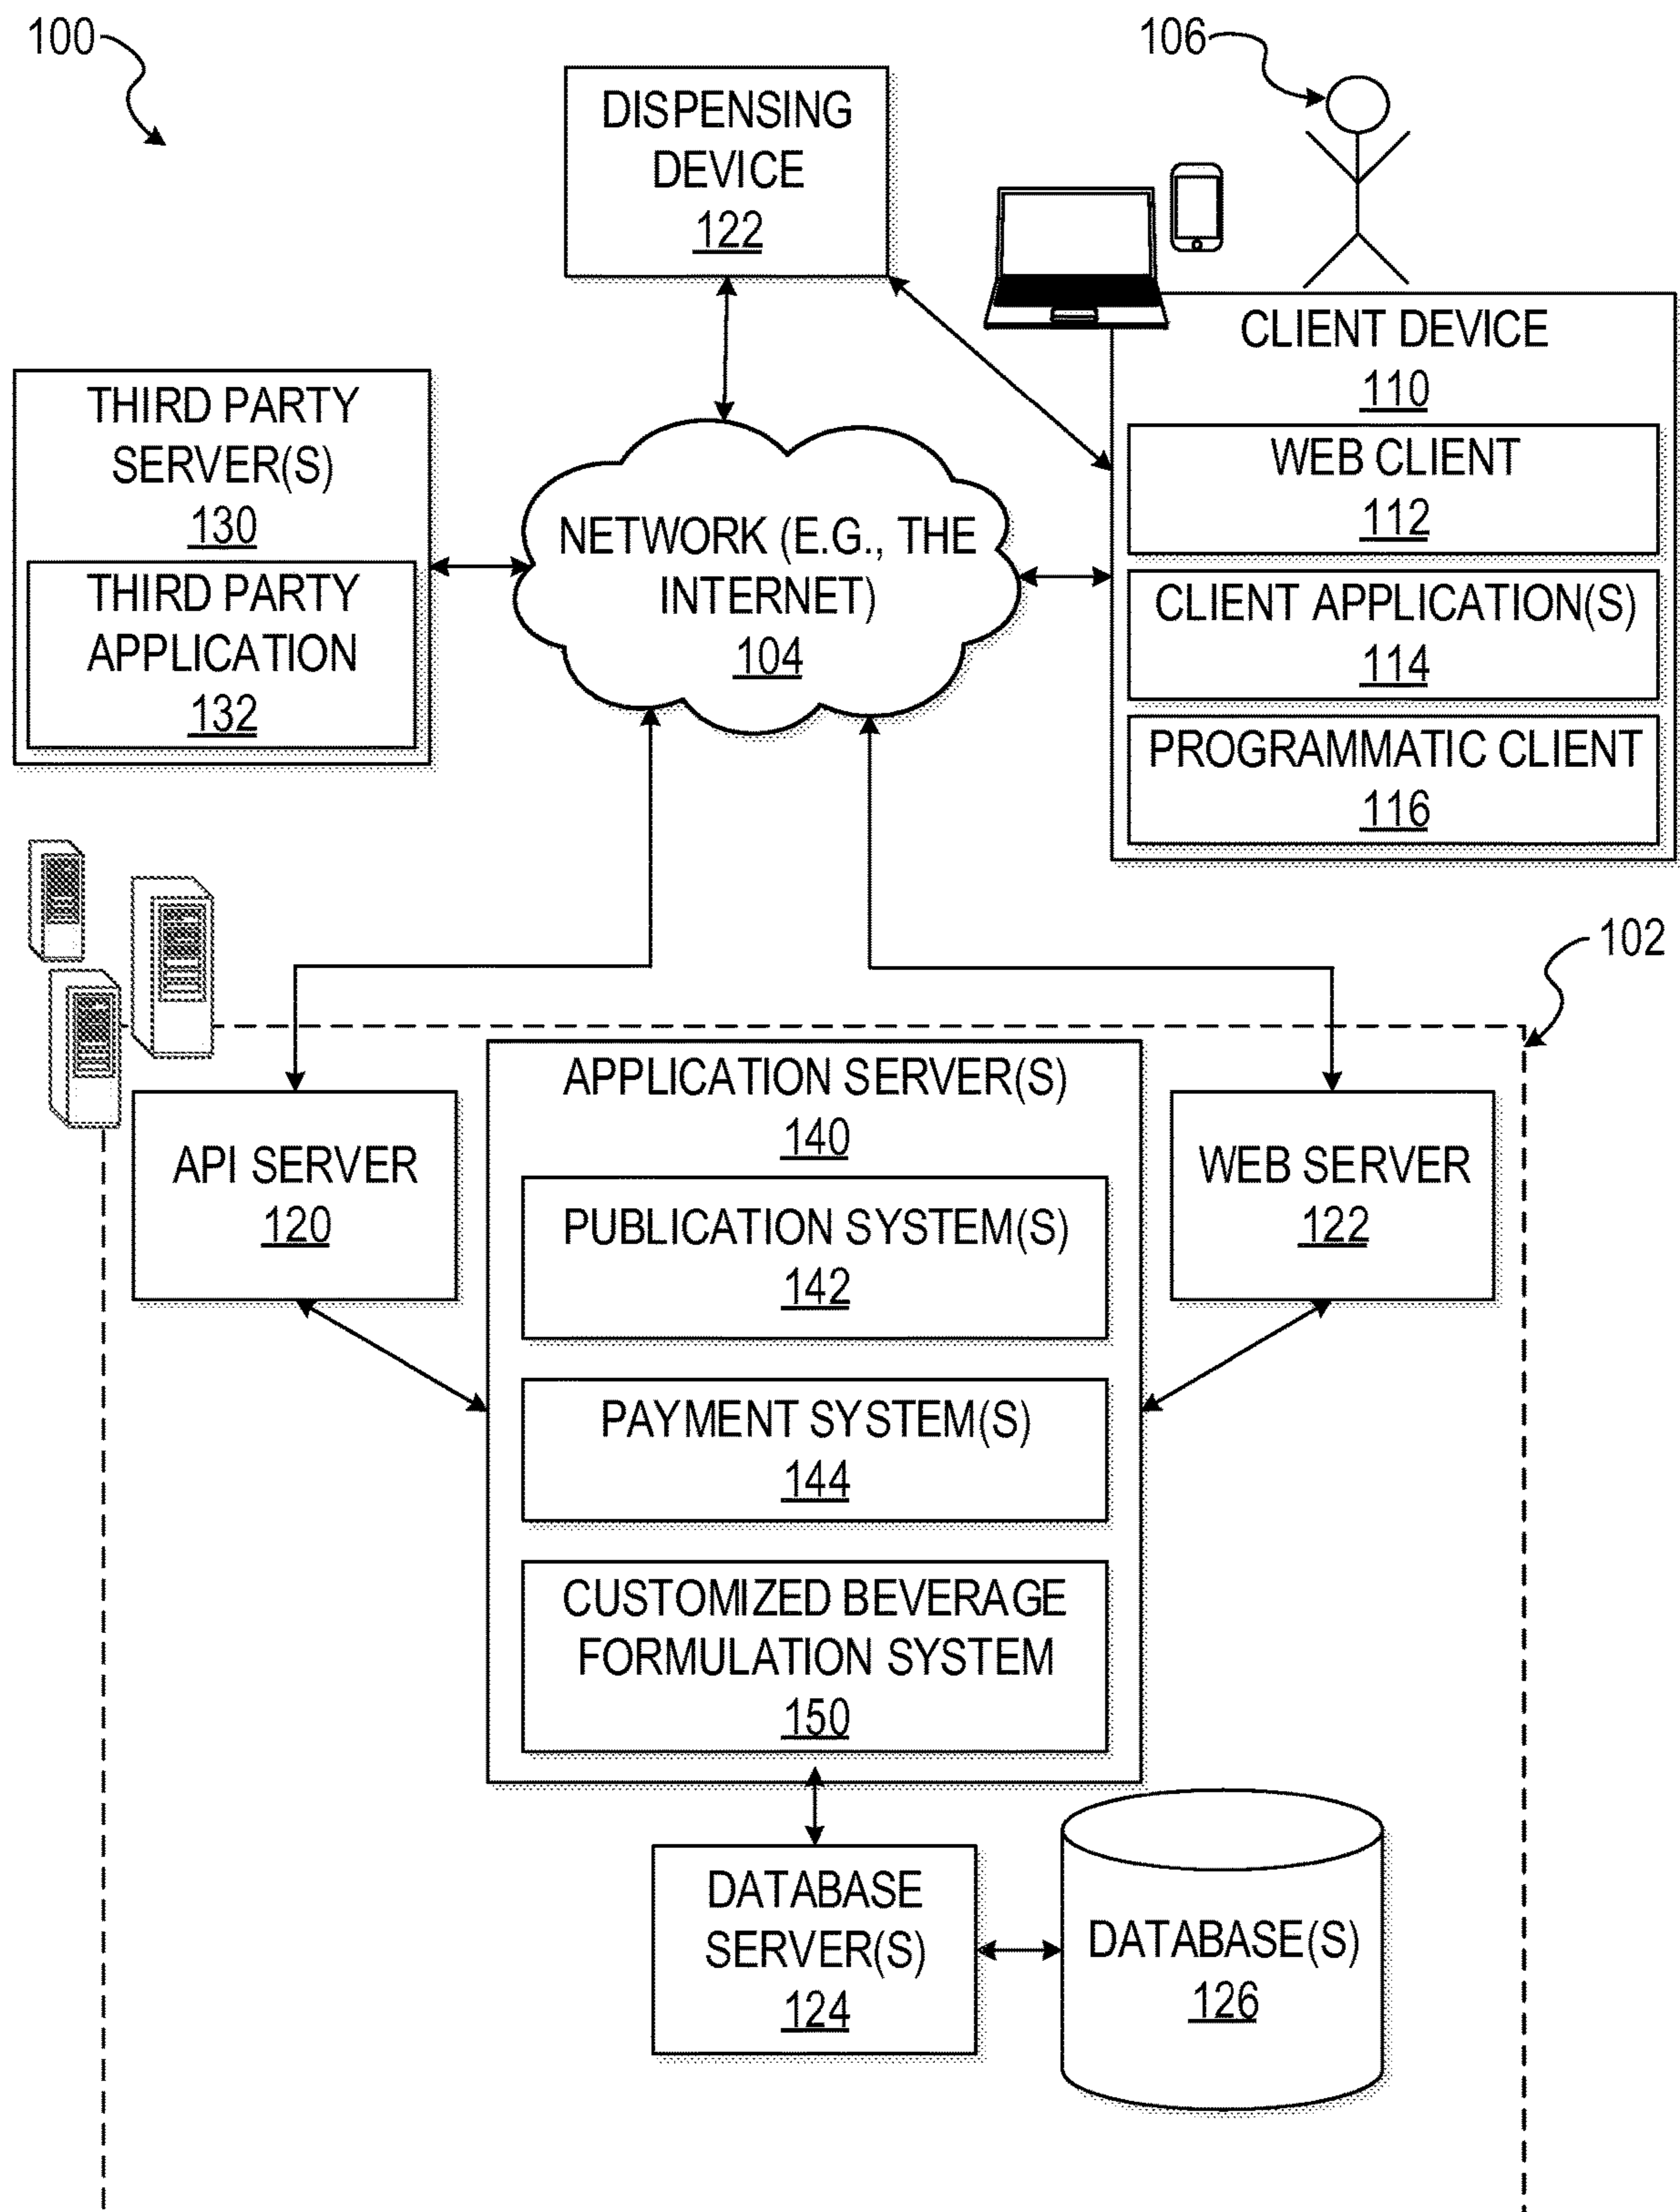 100
106
DISPENSING
DEVICE
122
CLIENT DEVICE
110
WEB CLIENT
112
CLIENT APPLICATION(S)
114
PROGRAMMATIC CLIENT
116
THIRD PARTY
SERVER(S)
130
THIRD PARTY
APPLICATION
132
NETWORK (E.G., THE
INTERNET)
104
102
API SERVER
120
APPLICATION SERVER(S)
140
PUBLICATION SYSTEM(S)
142
PAYMENT SYSTEM(S)
144
CUSTOMIZED BEVERAGE
FORMULATION SYSTEM
150
WEB SERVER
122
DATABASE
SERVER(S)
124
DATABASE(S)
126